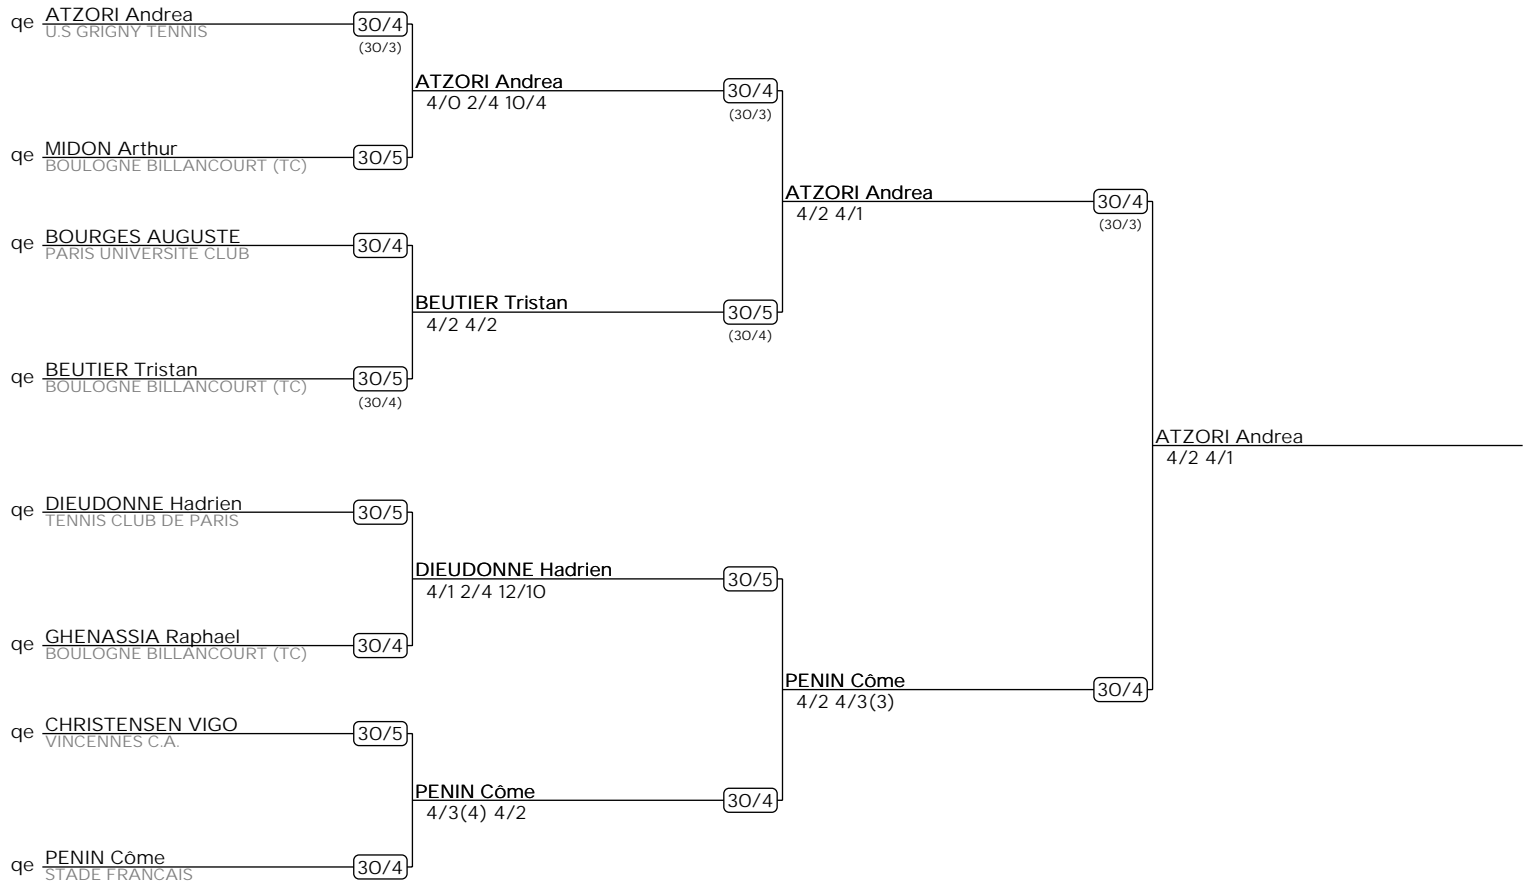 qe ATZORI Andrea 30/4
U.S GRIGNY TENNIS
(30/3)
ATZORI Andrea 30/4
4/0 2/4 10/4
(30/3)
qe MIDON Arthur 30/5
BOULOGNE BILLANCOURT (TC)
ATZORI Andrea 30/4
4/2 4/1
(30/3)
qe BOURGES AUGUSTE 30/4
PARIS UNIVERSITE CLUB
BEUTIER Tristan 30/5
4/2 4/2
(30/4)
qe BEUTIER Tristan 30/5
BOULOGNE BILLANCOURT (TC)
(30/4)
ATZORI Andrea
4/2 4/1
qe DIEUDONNE Hadrien 30/5
TENNIS CLUB DE PARIS
DIEUDONNE Hadrien 30/5
4/1 2/4 12/10
qe GHENASSIA Raphael 30/4
BOULOGNE BILLANCOURT (TC)
PENIN Côme 30/4
4/2 4/3(3)
qe CHRISTENSEN VIGO 30/5
VINCENNES C.A.
PENIN Côme 30/4
4/3(4) 4/2
qe PENIN Côme 30/4
STADE FRANCAIS